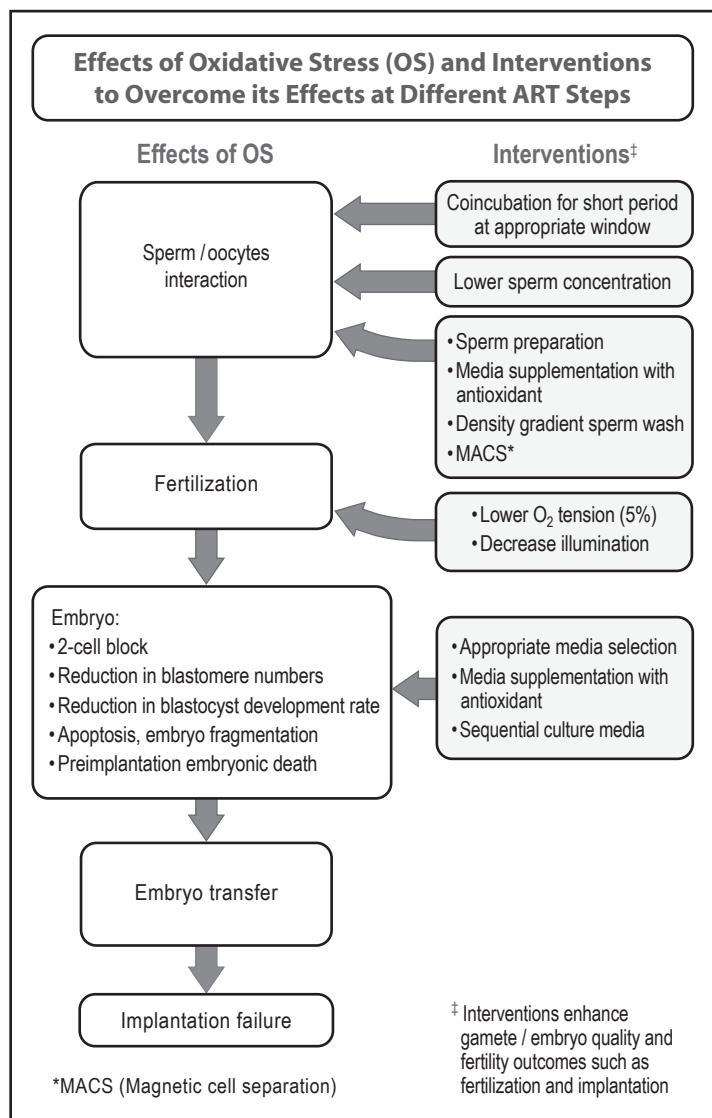 Effects of Oxidative Stress (OS) and Interventions
to Overcome its Effects at Different ART Steps
Effects of OS
Interventions‡
Sperm / oocytes
interaction
Coincubation for short period
at appropriate window
Lower sperm concentration
•Sperm preparation
•Media supplementation with
antioxidant
•Density gradient sperm wash
•MACS*
Fertilization
•Lower O₂ tension (5%)
•Decrease illumination
Embryo:
•2-cell block
•Reduction in blastomere numbers
•Reduction in blastocyst development rate
•Apoptosis, embryo fragmentation
•Preimplantation embryonic death
•Appropriate media selection
•Media supplementation with
antioxidant
•Sequential culture media
Embryo transfer
Implantation failure
*MACS (Magnetic cell separation)
‡ Interventions enhance
gamete / embryo quality and
fertility outcomes such as
fertilization and implantation